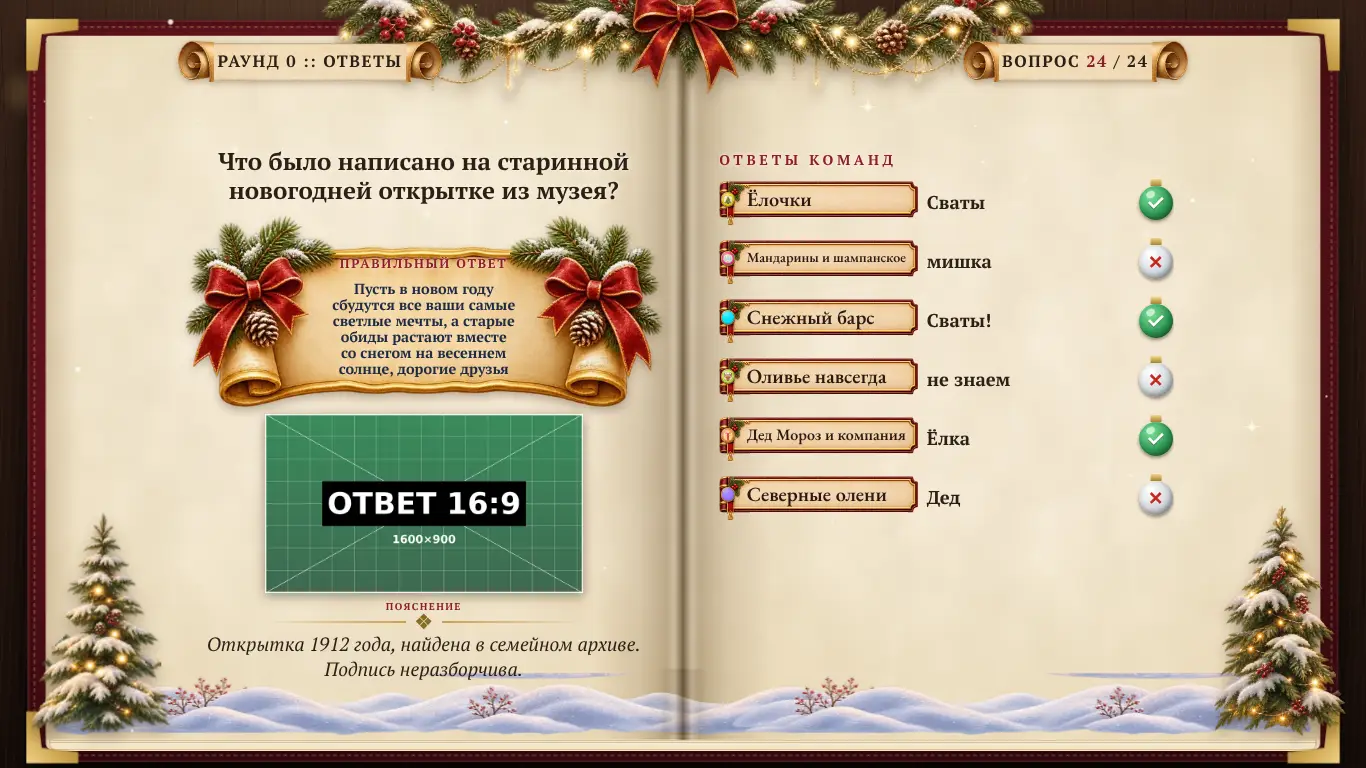 РАУНД 0 :: ОТВЕТЫ
ВОПРОС 24 / 24
Что было написано на старинной
новогодней открытке из музея?
ПРАВИЛЬНЫЙ ОТВЕТ
Пусть в новом году
сбудутся все ваши самые
светлые мечты, а старые
обиды растают вместе
со снегом на весеннем
солнце, дорогие друзья
ОТВЕТ 16:9
1600×900
ПОЯСНЕНИЕ
Открытка 1912 года, найдена в семейном архиве.
Подпись неразборчива.
ОТВЕТЫ КОМАНД
Ёлочки Сваты
Мандарины и шампанское мишка
Снежный барс Сваты!
Оливье навсегда не знаем
Дед Мороз и компания Ёлка
Северные олени Дед